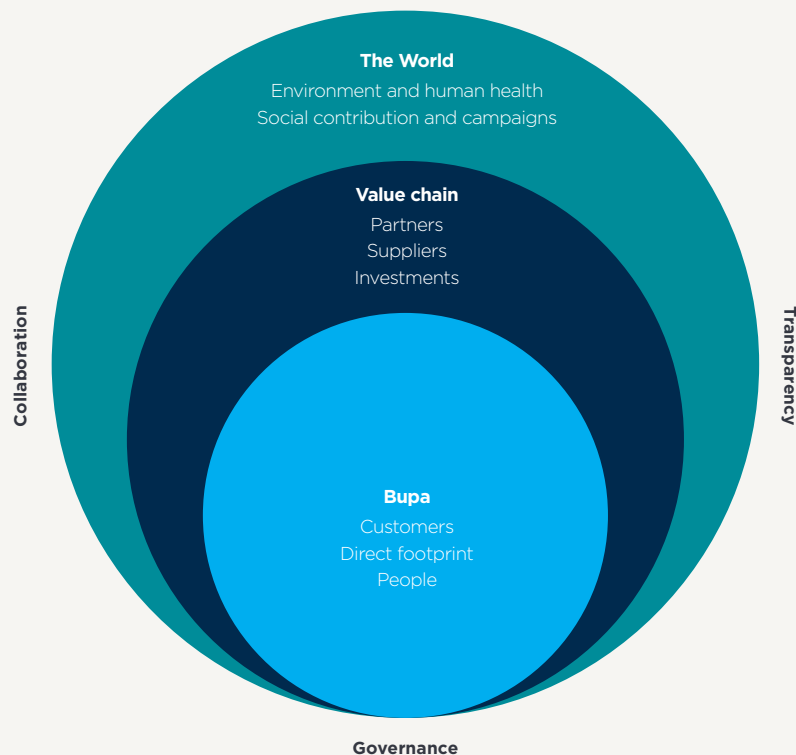 The World
Environment and human health
Social contribution and campaigns
Value chain
Partners
Suppliers
Investments
Collaboration
Transparency
Bupa
Customers
Direct footprint
People
Governance